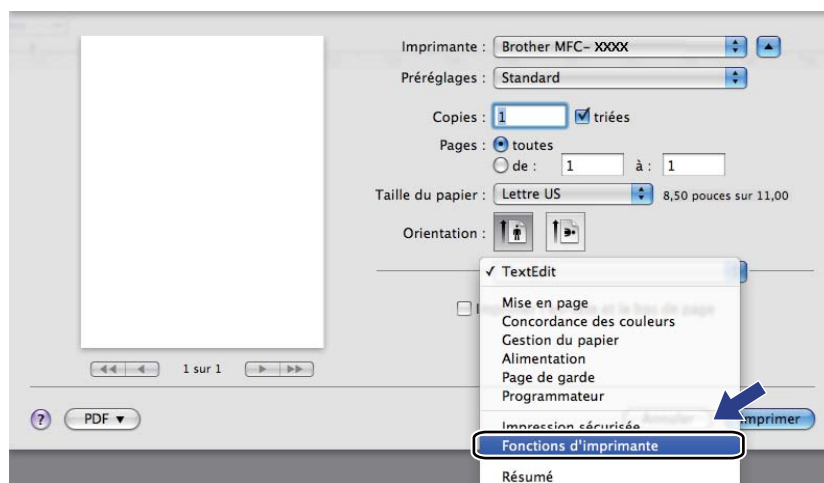 Imprimante : Brother MFC- XXXX
Préréglages : Standard
Copies : 1 triées
Pages : toutes
de : 1 à : 1
Taille du papier : Lettre US 8,50 pouces sur 11,00
Orientation :
✓ TextEdit
Mise en page
Concordance des couleurs
Gestion du papier
Alimentation
Page de garde
Programmateur
Impression sécurisée
Fonctions d'imprimante
Résumé
1 sur 1
? PDF ▼ Annuler mprimer